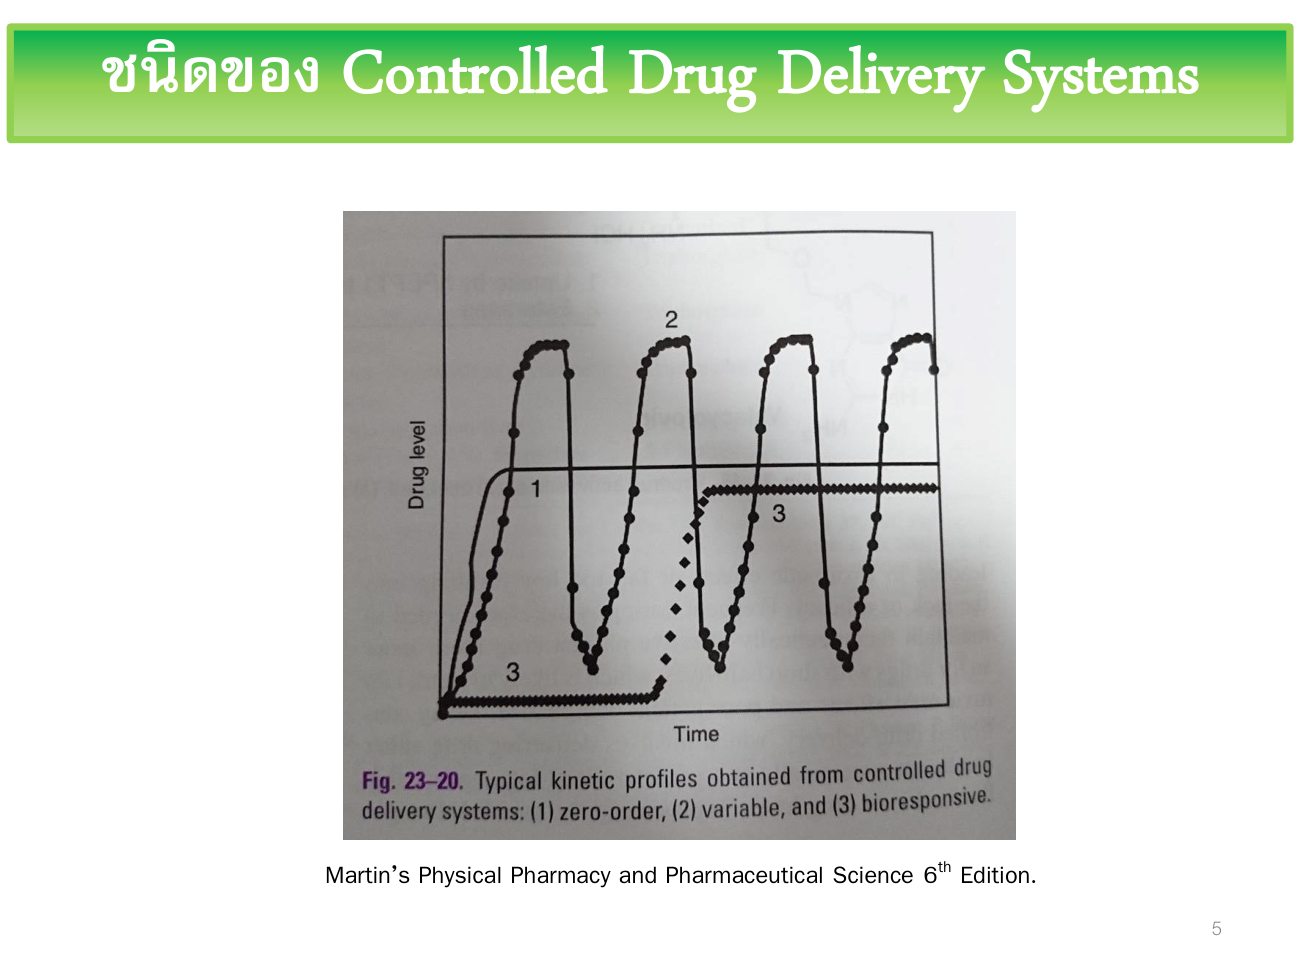 ชนิดของ Controlled Drug Delivery Systems
2
Drug level
1
3
3
Time
Fig. 23–20. Typical kinetic profiles obtained from controlled drug
delivery systems: (1) zero-order, (2) variable, and (3) bioresponsive.
Martin’s Physical Pharmacy and Pharmaceutical Science 6th Edition.
5